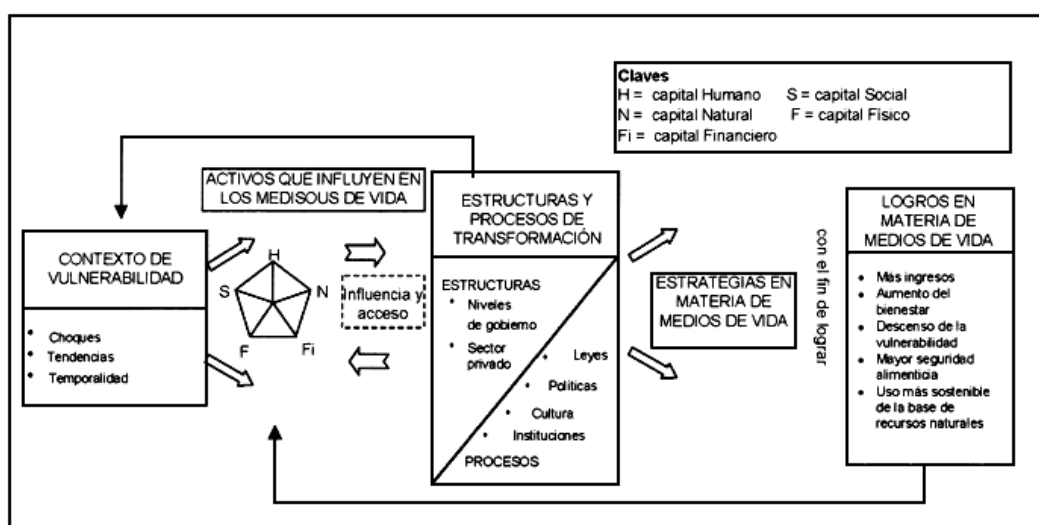 Claves
H = capital Humano S = capital Social
N = capital Natural F = capital Físico
Fi = capital Financiero
ACTIVOS QUE INFLUYEN EN
LOS MEDISOUS DE VIDA
CONTEXTO DE
VULNERABILIDAD
• Choques
• Tendencias
• Temporalidad
H
S
N
F
Fi
Influencia y
acceso
ESTRUCTURAS Y
PROCESOS DE
TRANSFORMACIÓN
ESTRUCTURAS
• Niveles
de gobierno
• Sector
privado
• Leyes
• Políticas
• Cultura
• Instituciones
PROCESOS
ESTRATEGIAS EN
MATERIA DE
MEDIOS DE VIDA
con el fin de lograr
LOGROS EN
MATERIA DE
MEDIOS DE VIDA
• Más ingresos
• Aumento del
bienestar
• Descenso de la
vulnerabilidad
• Mayor seguridad
alimenticia
• Uso más sostenible
de la base de
recursos naturales